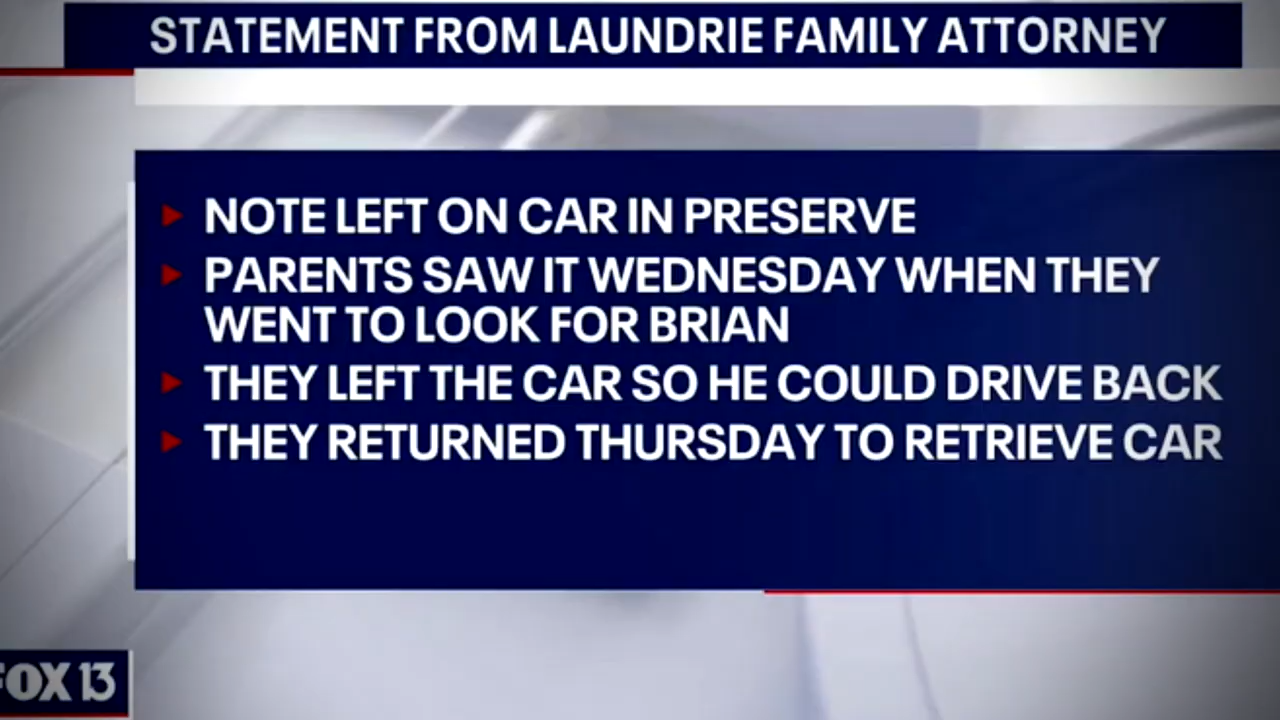 STATEMENT FROM LAUNDRIE FAMILY ATTORNEY
NOTE LEFT ON CAR IN PRESERVE
PARENTS SAW IT WEDNESDAY WHEN THEY
WENT TO LOOK FOR BRIAN
THEY LEFT THE CAR SO HE COULD DRIVE BACK
THEY RETURNED THURSDAY TO RETRIEVE CAR
FOX 13